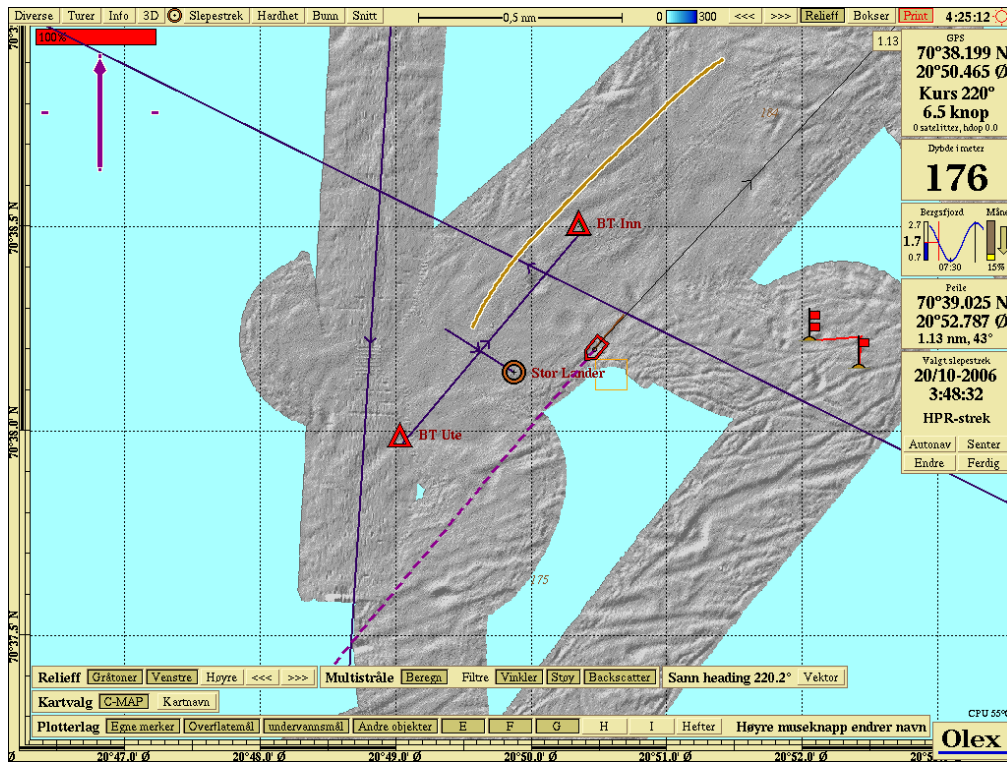 Diverse Turer Info 3D Slepestrek Hardhet Bunn Snitt 0,5 nm 0 300 <<< >>> Relieff Bokser Print 4:25:12
100%
1.13
GPS
70°38.199 N
20°50.465 Ø
Kurs 220°
6.5 knop
0 satelitter, hdop 0.0
Dybde i meter
176
Bergsfjord Mån
2.7
1.7
0.7
07:30 15%
Peile
70°39.025 N
20°52.787 Ø
1.13 nm, 43°
Valgt slepestrek
20/10-2006
3:48:32
HPR-strek
Autonav Senter
Endre Ferdig
164
BT Inn
Stor Lander
BT Ute
175
70°38.5' N
70°38.0' N
70°37.5' N
Relieff Gråtoner Venstre Høyre <<< >>> Multistråle Beregn Filtre Vinkler Støy Backscatter Sann heading 220.2° Vektor
Kartvalg C-MAP Kartnavn
Plotterlag Egne merker Overflatemål undervannsmål Andre objekter E F G H I Hefter Høyre museknapp endrer navn
CPU 55°
Olex
Ø 20°47.0' Ø 20°48.0' Ø 20°49.0' Ø 20°50.0' Ø 20°51.0' Ø 20°52.0' Ø